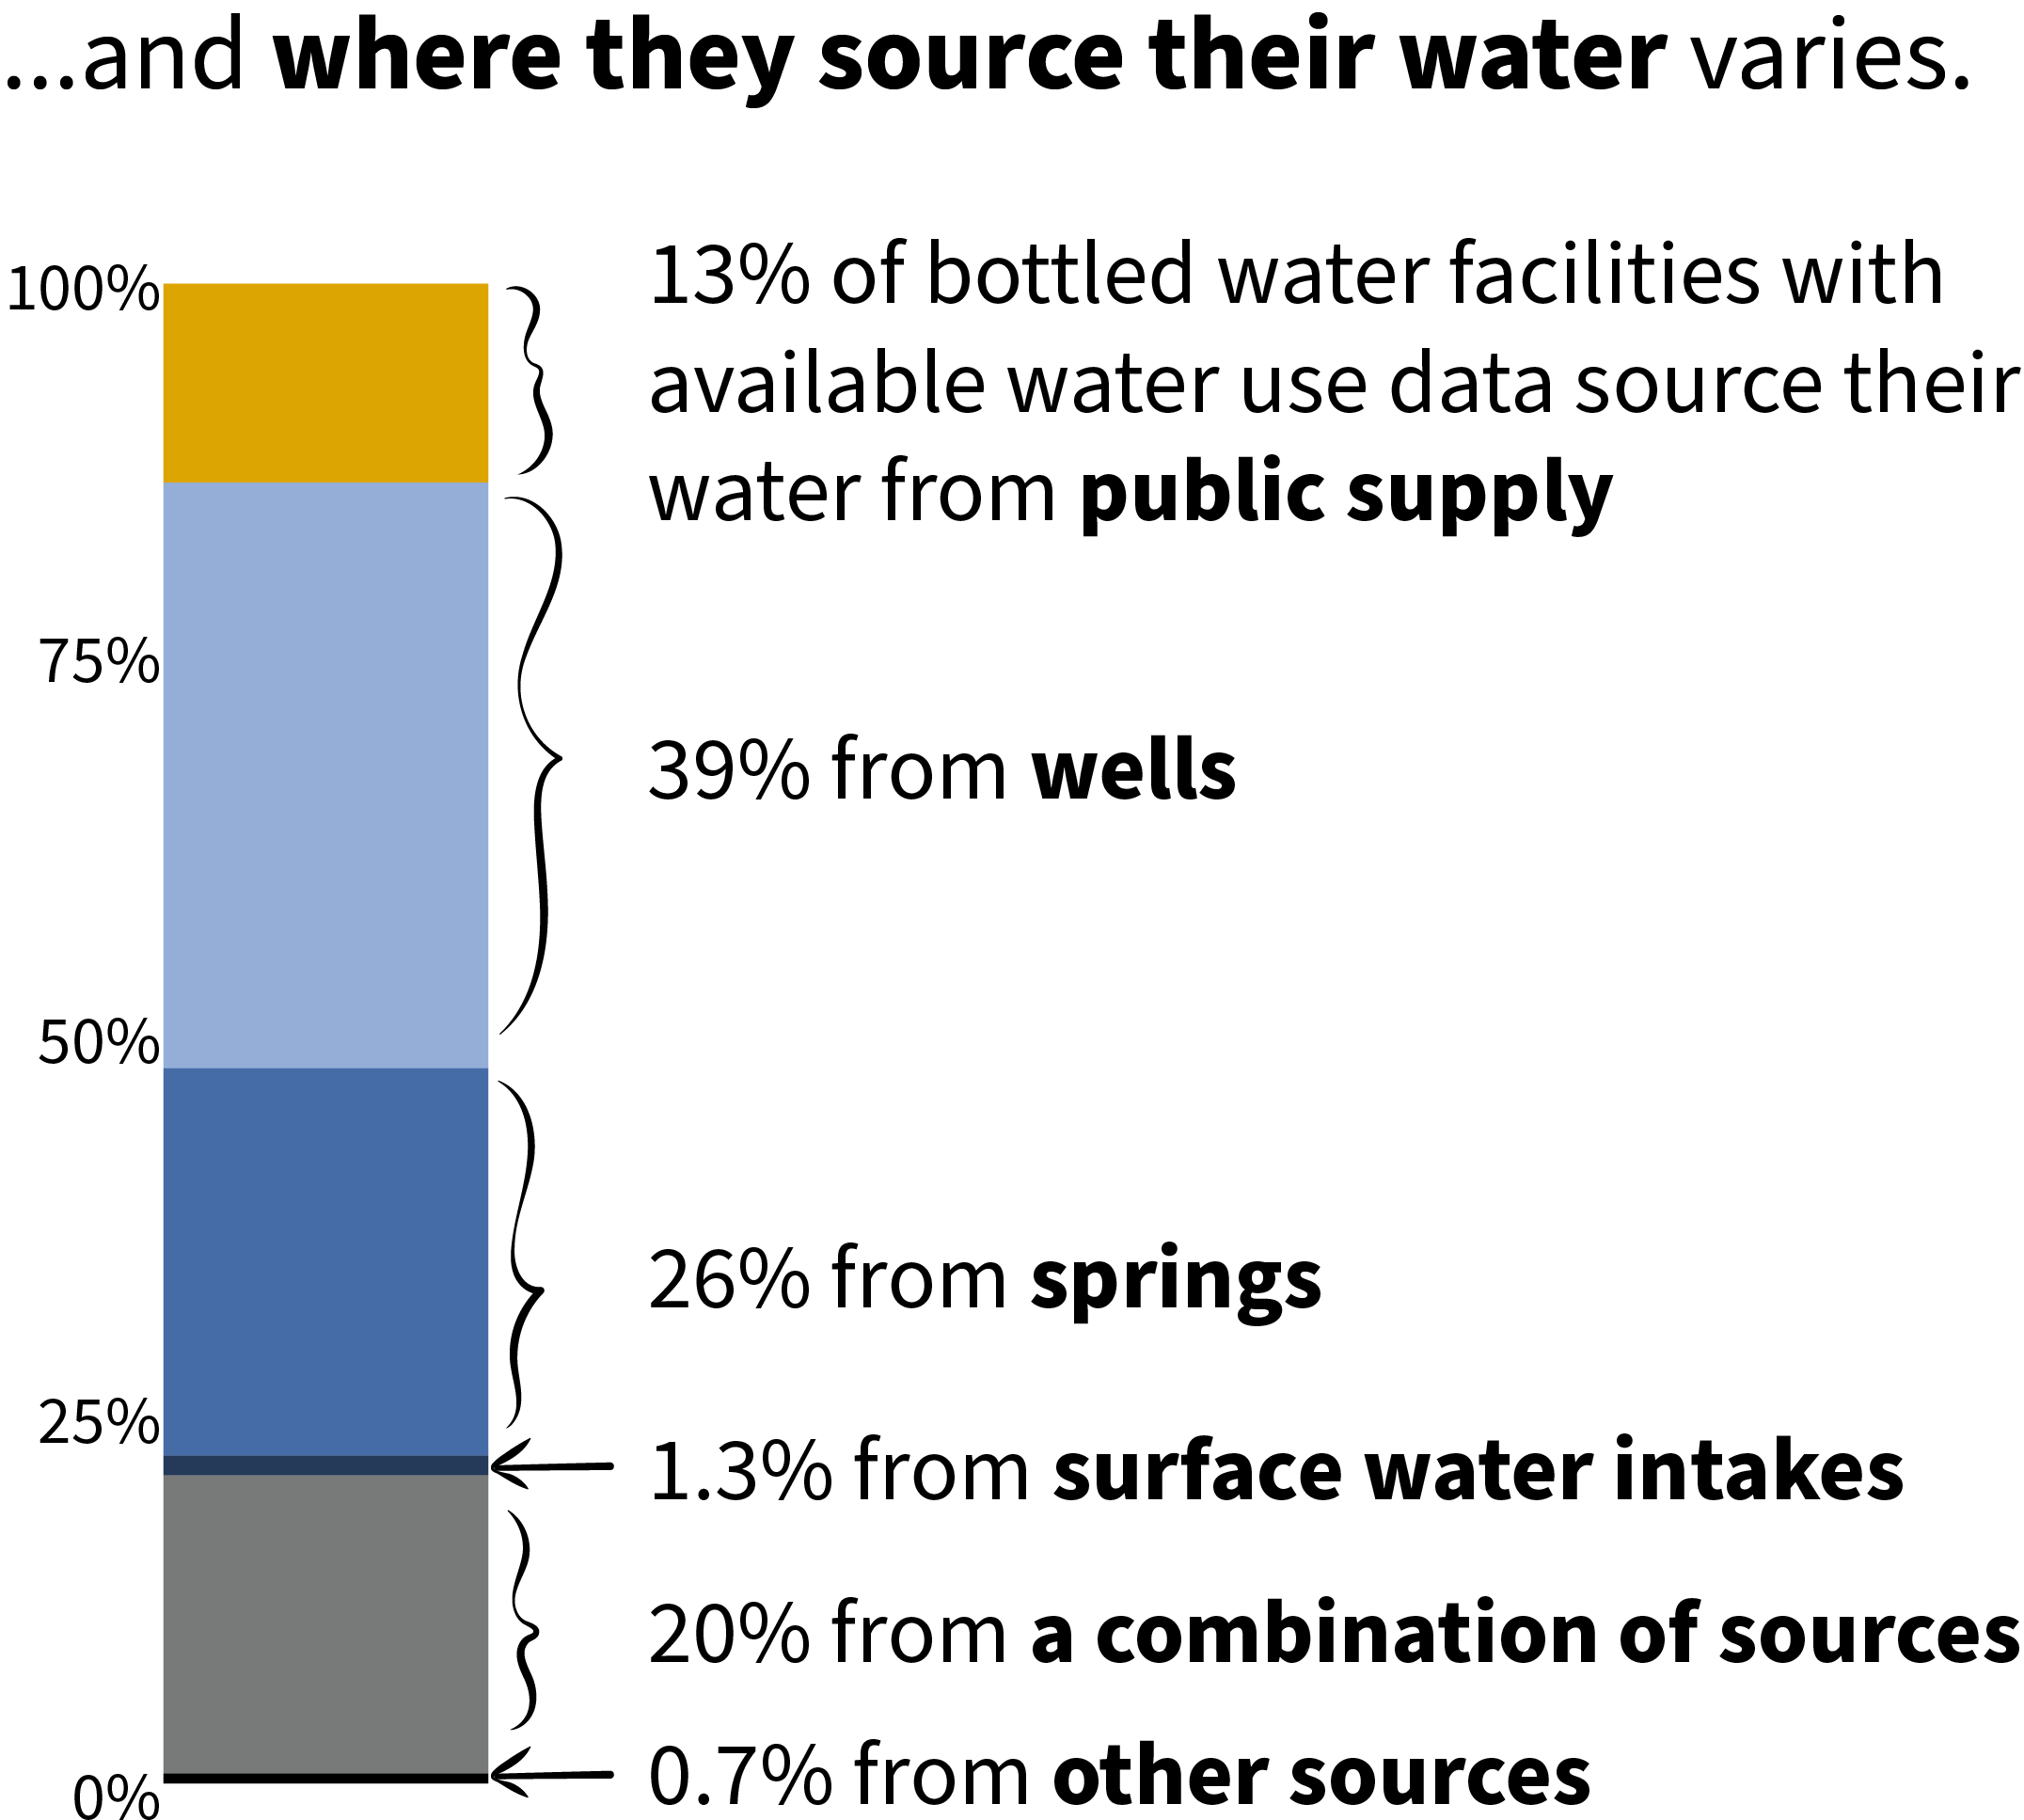 ...and where they source their water varies.
100%
13% of bottled water facilities with
available water use data source their
water from public supply
75%
39% from wells
50%
26% from springs
25%
1.3% from surface water intakes
20% from a combination of sources
0.7% from other sources
0%